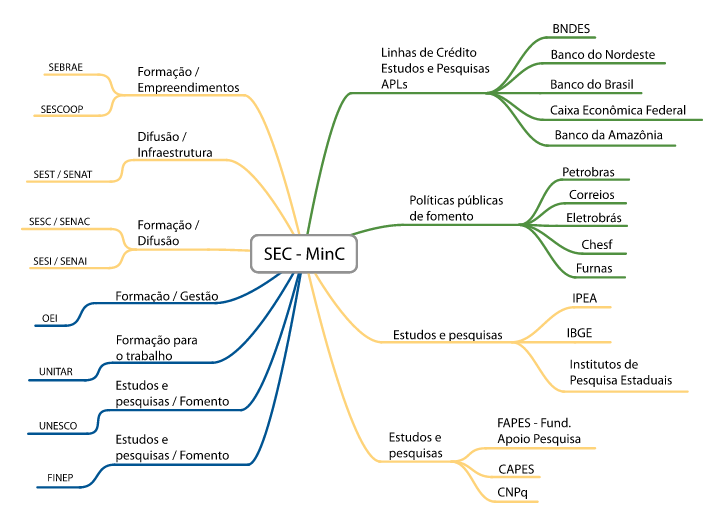 SEC - MinC
Linhas de Crédito
Estudos e Pesquisas
APLs
BNDES
Banco do Nordeste
Banco do Brasil
Caixa Econômica Federal
Banco da Amazônia
Políticas públicas
de fomento
Petrobras
Correios
Eletrobrás
Chesf
Furnas
Estudos e pesquisas
IPEA
IBGE
Institutos de
Pesquisa Estaduais
Estudos e
pesquisas
FAPES - Fund.
Apoio Pesquisa
CAPES
CNPq
Formação /
Empreendimentos
SEBRAE
SESCOOP
Difusão /
Infraestrutura
SEST / SENAT
Formação /
Difusão
SESC / SENAC
SESI / SENAI
Formação / Gestão
OEI
Formação para
o trabalho
UNITAR
Estudos e
pesquisas / Fomento
UNESCO
Estudos e
pesquisas / Fomento
FINEP